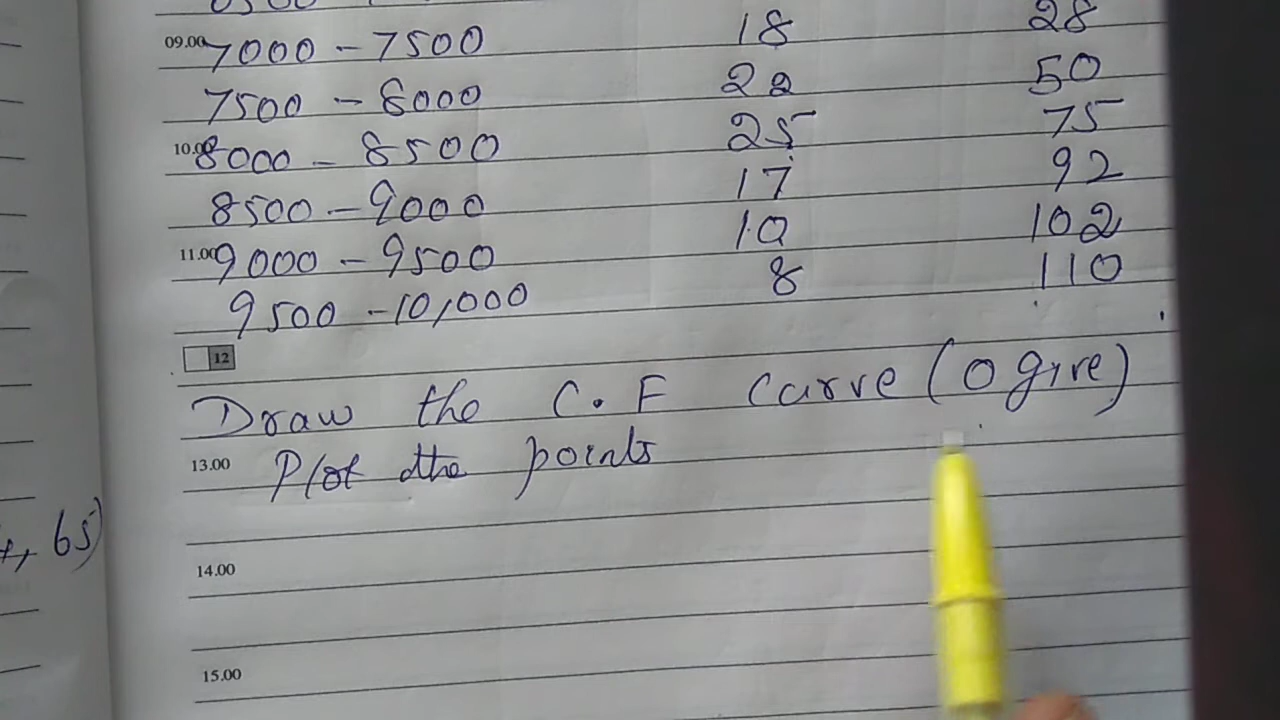 09.00 7000 - 7500 18 28
7500 - 8000 22 50
10.00 8000 - 8500 25 75
8500 - 9000 17 92
11.00 9000 - 9500 10 102
9500 - 10,000 8 110
12
Draw the C.F Curve (Ogive)
13.00 Plot the points
65)
14.00
15.00